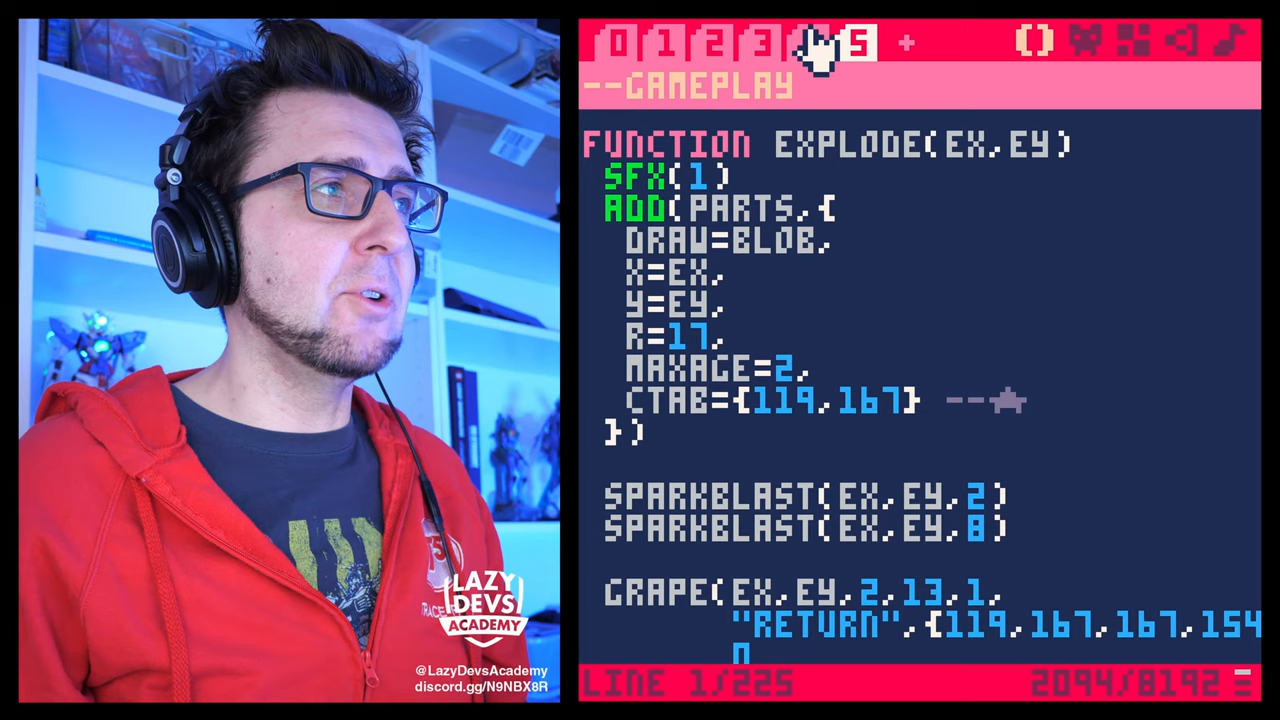 0 1 2 3 5 +
--GAMEPLAY
FUNCTION EXPLODE(EX,EY)
SFX(1)
ADD(PARTS,{
DRAW=BLOB,
X=EX,
Y=EY,
R=17,
MAXAGE=2,
CTAB={119,167} --
})
SPARKBLAST(EX,EY,2)
SPARKBLAST(EX,EY,8)
GRAPE(EX,EY,2,13,1,
"RETURN",{119,167,167,154
LINE 1/225 2094/8192
LAZY
DEVS
ACADEMY
@LazyDevsAcademy
discord.gg/N9NBX8R